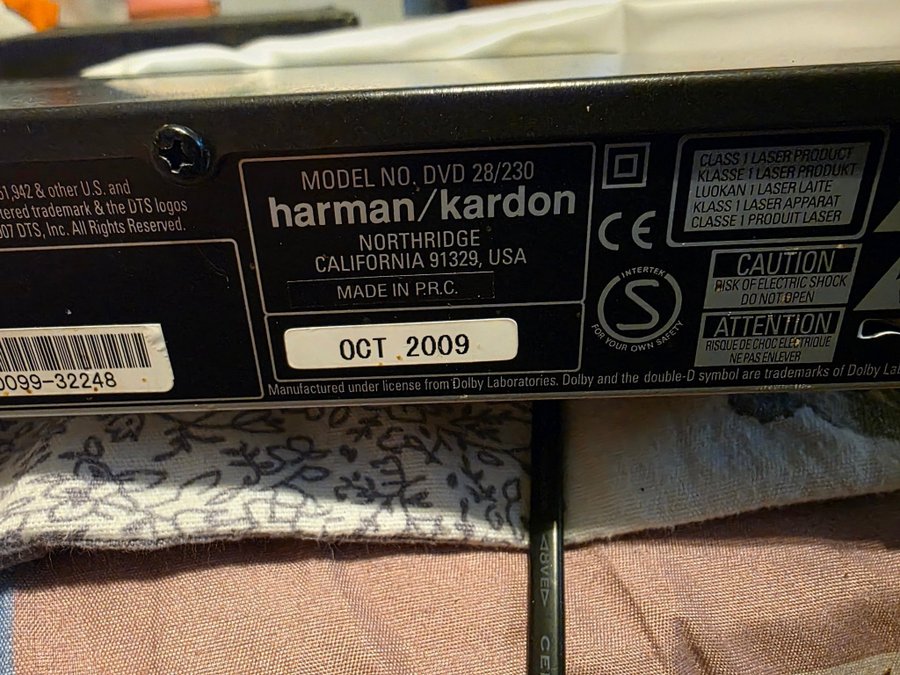 51,942 & other U.S. and
tered trademark & the DTS logos
07 DTS, Inc. All Rights Reserved.
0099-32248
MODEL NO. DVD 28/230
harman/kardon
NORTHRIDGE
CALIFORNIA 91329, USA
MADE IN P.R.C.
OCT 2009
Manufactured under license from Dolby Laboratories. Dolby and the double-D symbol are trademarks of Dolby La
CE
INTERTEK
S
FOR YOUR OWN SAFETY
CLASS 1 LASER PRODUCT
KLASSE 1 LASER PRODUKT
LUOKAN 1 LASER LAITE
KLASS 1 LASER APPARAT
CLASSE 1 PRODUIT LASER
CAUTION
RISK OF ELECTRIC SHOCK
DO NOT OPEN
ATTENTION
RISQUE DE CHOC ELECTRIQUE
NE PAS ENLEVER